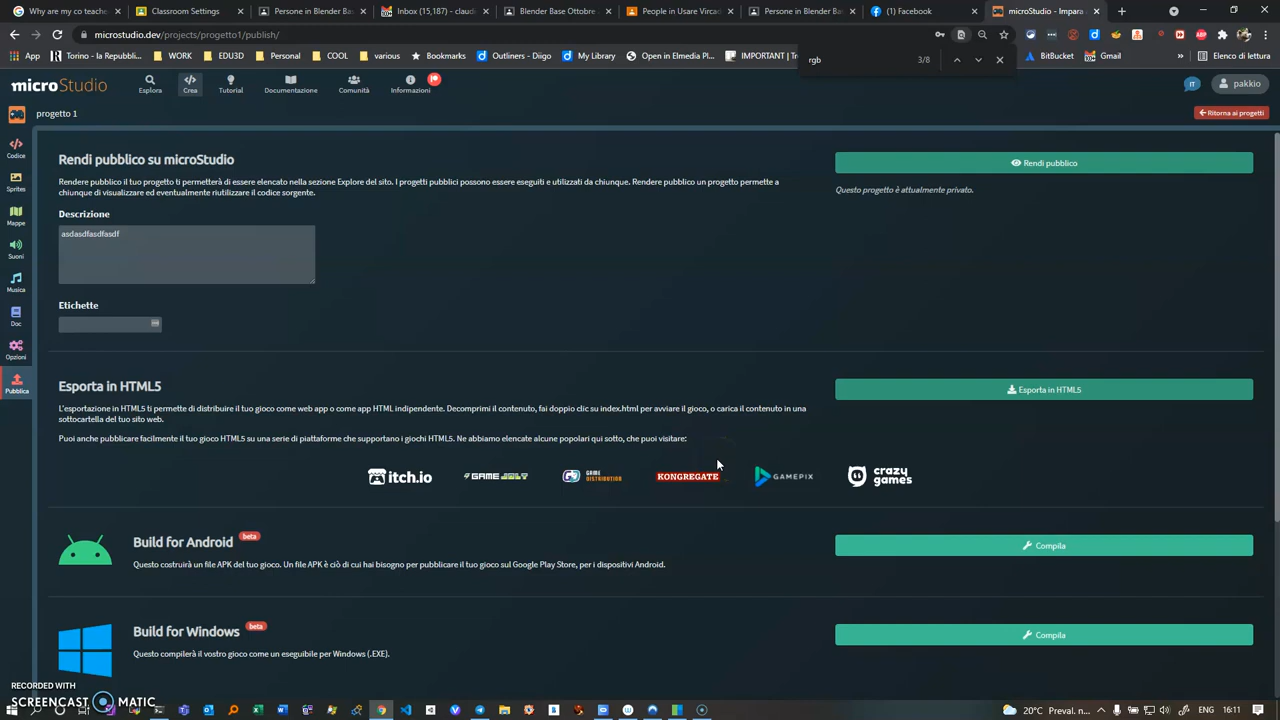 Why are my co teache
Classroom Settings
Persone in Blender Ba
Inbox (15,187) - claudi
Blender Base Ottobre
People in Usare Virca
Persone in Blender Ba
(1) Facebook
microStudio - Impara
microstudio.dev/projects/progetto1/publish/
App
Torino - la Repubbli...
WORK
EDU3D
Personal
COOL
various
Bookmarks
Outliners - Diigo
My Library
Open in Elmedia Pl...
IMPORTANT | Tr
BitBucket
Gmail
Elenco di lettura
rgb
3/8
microStudio
Esplora
Crea
Tutorial
Documentazione
Comunità
Informazioni
IT
pakkio
progetto 1
Ritorna ai progetti
Codice
Sprites
Mappe
Suoni
Musica
Doc
Opzioni
Pubblica
Rendi pubblico su microStudio
Rendi pubblico
Rendere pubblico il tuo progetto ti permetterà di essere elencato nella sezione Explore del sito. I progetti pubblici possono essere eseguiti e utilizzati da chiunque. Rendere pubblico un progetto permette a
chiunque di visualizzare ed eventualmente riutilizzare il codice sorgente.
Questo progetto è attualmente privato.
Descrizione
asdasdfasdfasdf
Etichette
Esporta in HTML5
Esporta in HTML5
L'esportazione in HTML5 ti permette di distribuire il tuo gioco come web app o come app HTML indipendente. Decomprimi il contenuto, fai doppio clic su index.html per avviare il gioco, o carica il contenuto in una
sottocartella del tuo sito web.
Puoi anche pubblicare facilmente il tuo gioco HTML5 su una serie di piattaforme che supportano i giochi HTML5. Ne abbiamo elencate alcune popolari qui sotto, che puoi visitare:
itch.io
GAME JOLT
GAME
DISTRIBUTION
KONGREGATE
GAMEPIX
crazy
games
Build for Android
beta
Compila
Questo costruirà un file APK del tuo gioco. Un file APK è ciò di cui hai bisogno per pubblicare il tuo gioco sul Google Play Store, per i dispositivi Android.
Build for Windows
beta
Compila
Questo compilerà il vostro gioco come un eseguibile per Windows (.EXE).
RECORDED WITH
SCREENCAST MATIC
20°C Preval. n...
ENG
16:11